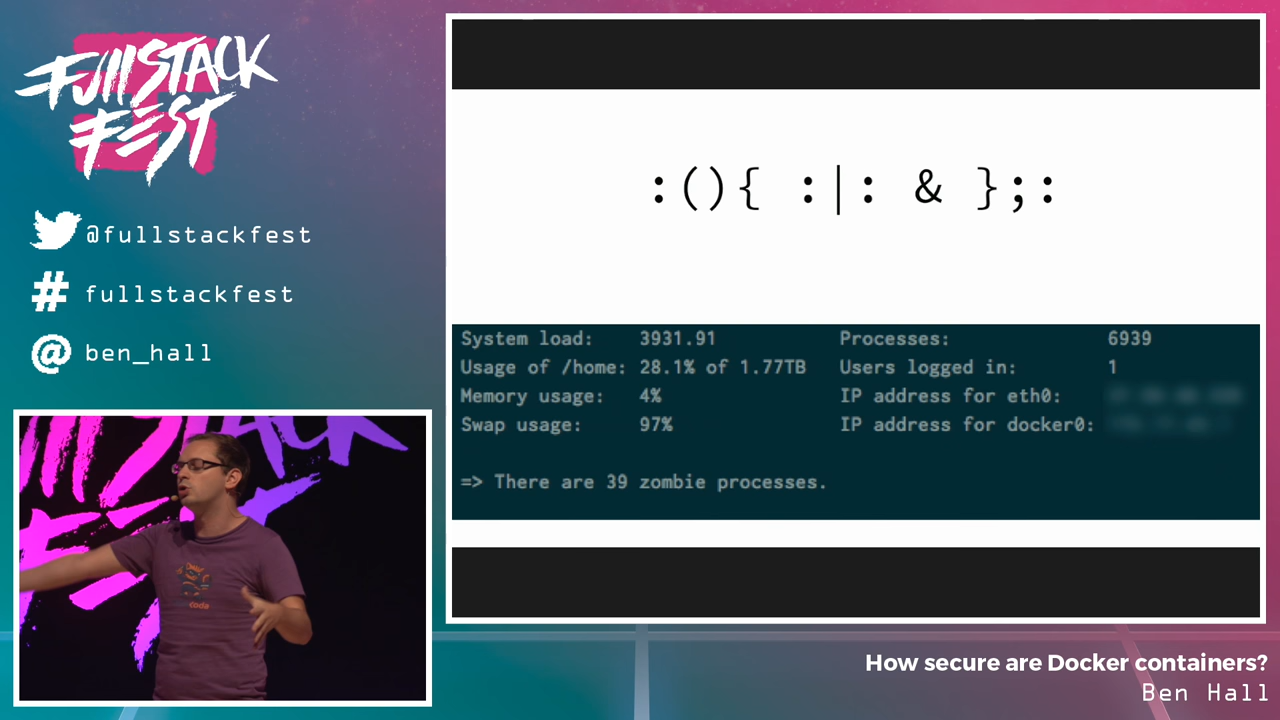 FullSTACK
FEST
@fullstackfest
# fullstackfest
@ ben_hall
:(){ :|: & };:
System load: 3931.91 Processes: 6939
Usage of /home: 28.1% of 1.77TB Users logged in: 1
Memory usage: 4% IP address for eth0:
Swap usage: 97% IP address for docker0:
=> There are 39 zombie processes.
code
How secure are Docker containers?
Ben Hall